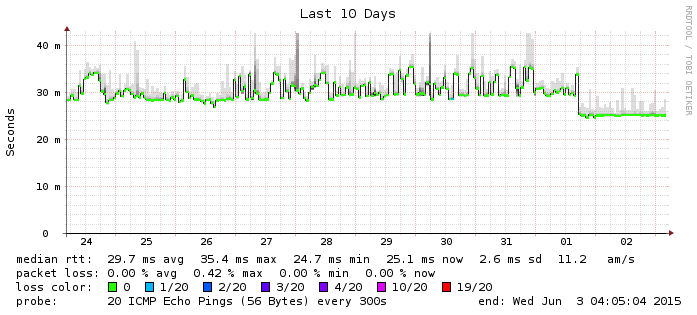 Last 10 Days
RRDTOOL / TOBI OETIKER
Seconds
40 m
30 m
20 m
10 m
0
24 25 26 27 28 29 30 31 01 02
median rtt: 29.7 ms avg 35.4 ms max 24.7 ms min 25.1 ms now 2.6 ms sd 11.2 am/s
packet loss: 0.00 % avg 0.42 % max 0.00 % min 0.00 % now
loss color: 0 1/20 2/20 3/20 4/20 10/20 19/20
probe: 20 ICMP Echo Pings (56 Bytes) every 300s end: Wed Jun 3 04:05:04 2015